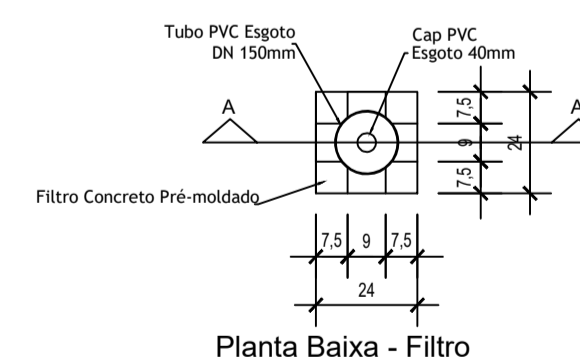 Tubo PVC Esgoto
DN 150mm
Cap PVC
Esgoto 40mm
A
A
7,5
9
7,5
24
Filtro Concreto Pré-moldado
7,5 9 7,5
24
Planta Baixa - Filtro